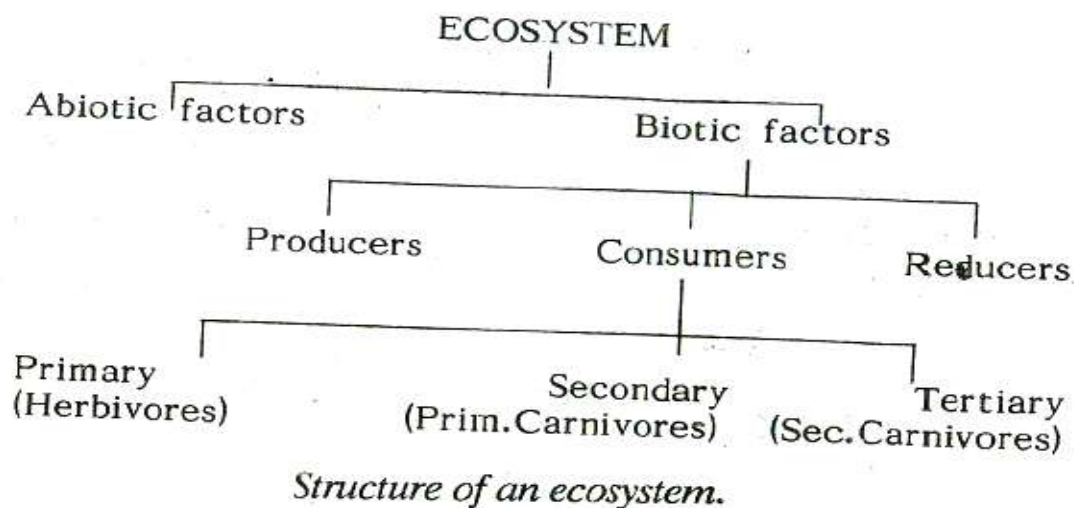 ECOSYSTEM
Abiotic factors
Biotic factors
Producers
Consumers
Reducers
Primary
(Herbivores)
Secondary
(Prim.Carnivores)
Tertiary
(Sec.Carnivores)
Structure of an ecosystem.